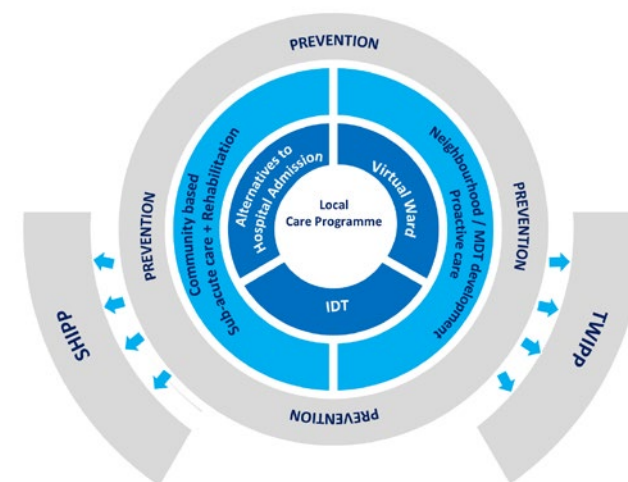 PREVENTION
Community based
Sub-acute care + Rehabilitation
Neighbourhood / MDT development
Proactive care
Alternatives to
Hospital Admission
Virtual Ward
Local
Care Programme
IDT
PREVENTION
PREVENTION
PREVENTION
SHIPP
TWIPP